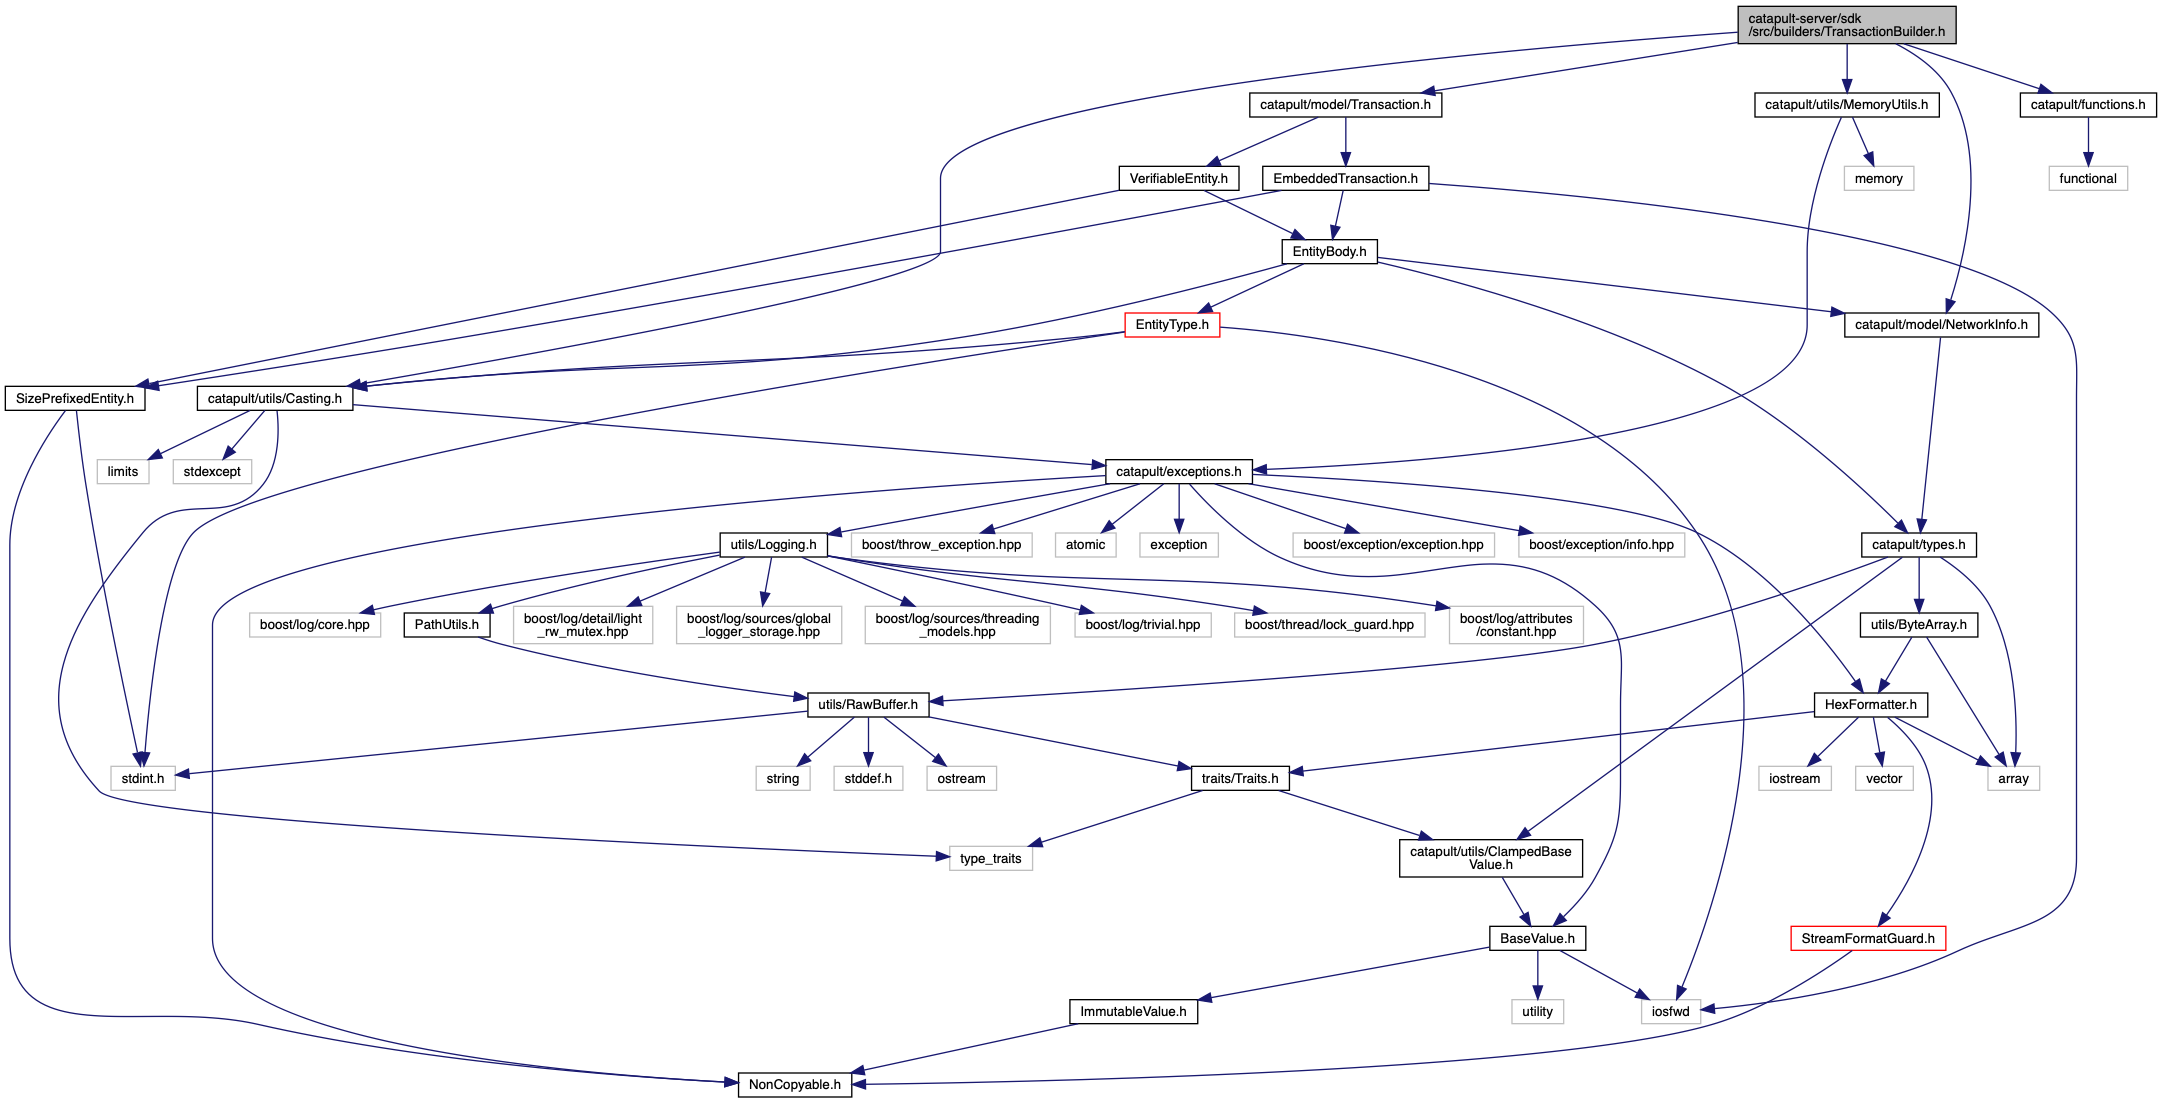 catapult-server/sdk
/src/builders/TransactionBuilder.h
catapult/model/Transaction.h
catapult/utils/MemoryUtils.h
catapult/functions.h
VerifiableEntity.h
EmbeddedTransaction.h
memory
functional
EntityBody.h
EntityType.h
catapult/model/NetworkInfo.h
SizePrefixedEntity.h
catapult/utils/Casting.h
limits
stdexcept
catapult/exceptions.h
utils/Logging.h
boost/throw_exception.hpp
atomic
exception
boost/exception/exception.hpp
boost/exception/info.hpp
catapult/types.h
boost/log/core.hpp
PathUtils.h
boost/log/detail/light
_rw_mutex.hpp
boost/log/sources/global
_logger_storage.hpp
boost/log/sources/threading
_models.hpp
boost/log/trivial.hpp
boost/thread/lock_guard.hpp
boost/log/attributes
/constant.hpp
utils/ByteArray.h
utils/RawBuffer.h
HexFormatter.h
stdint.h
string
stddef.h
ostream
traits/Traits.h
iostream
vector
array
type_traits
catapult/utils/ClampedBase
Value.h
BaseValue.h
StreamFormatGuard.h
ImmutableValue.h
utility
iosfwd
NonCopyable.h